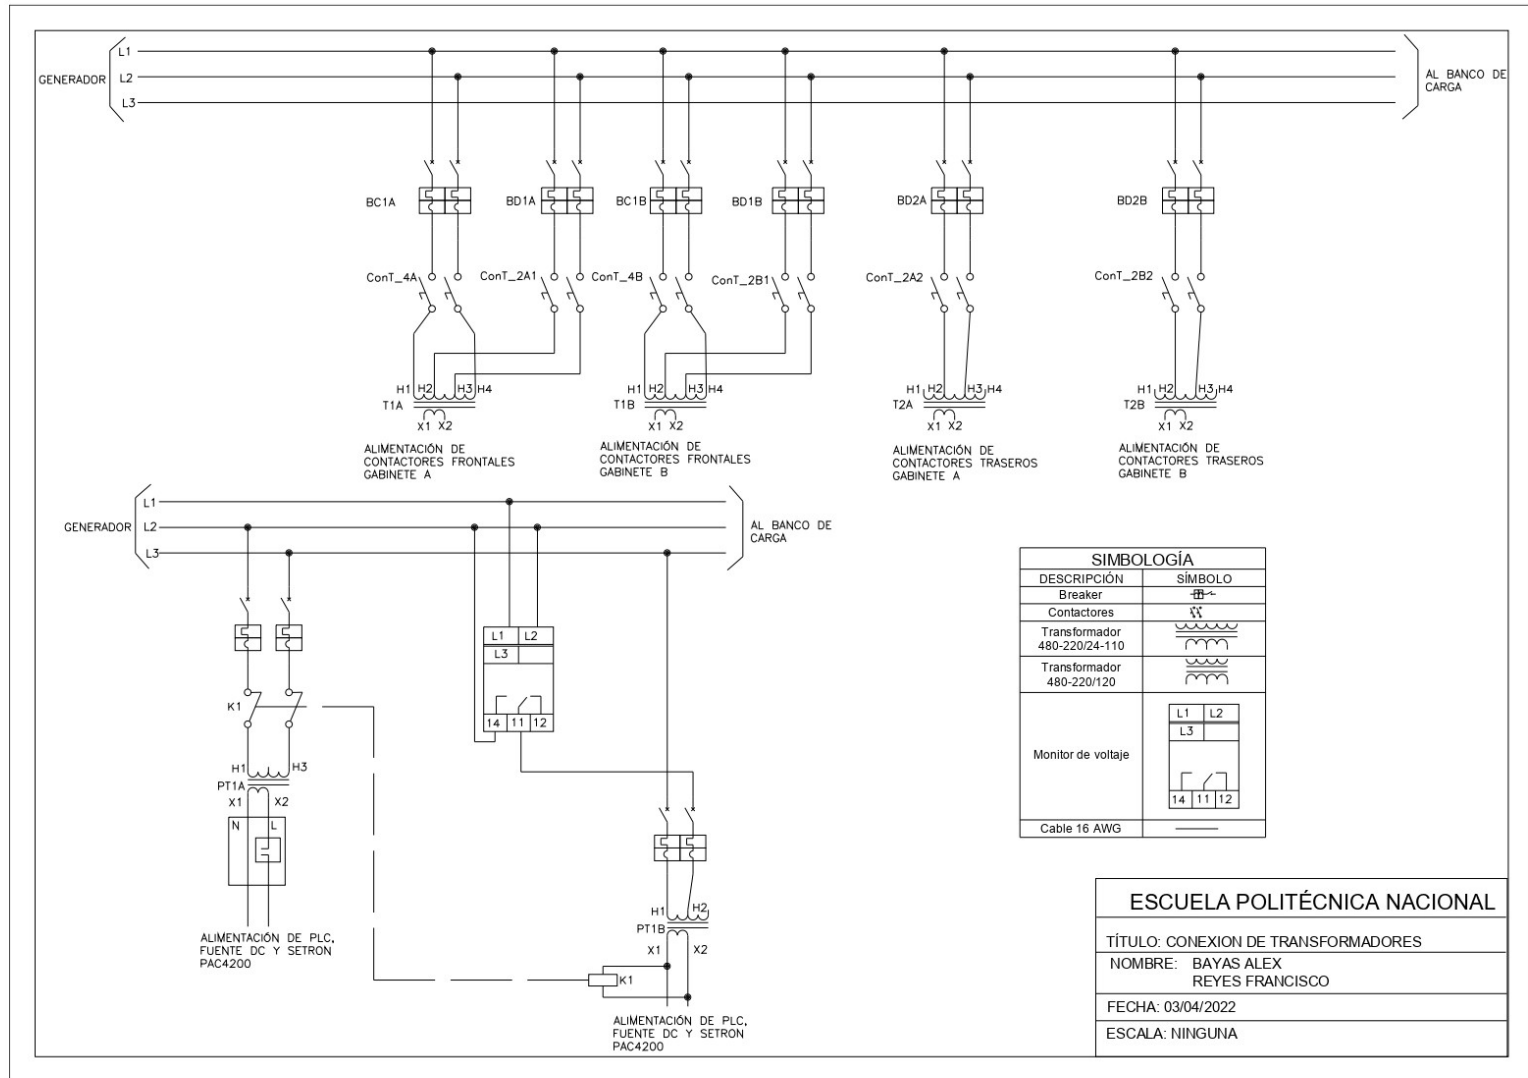 L1
GENERADOR
L2
L3
AL BANCO DE
CARGA
BC1A
BD1A
BC1B
BD1B
BD2A
BD2B
ConT_4A
ConT_2A1
ConT_4B
ConT_2B1
ConT_2A2
ConT_2B2
H1 H2 H3 H4
T1A
X1 X2
ALIMENTACIÓN DE
CONTACTORES FRONTALES
GABINETE A
H1 H2 H3 H4
T1B
X1 X2
ALIMENTACIÓN DE
CONTACTORES FRONTALES
GABINETE B
H1 H2 H3 H4
T2A
X1 X2
ALIMENTACIÓN DE
CONTACTORES TRASEROS
GABINETE A
H1 H2 H3 H4
T2B
X1 X2
ALIMENTACIÓN DE
CONTACTORES TRASEROS
GABINETE B
L1
GENERADOR
L2
L3
AL BANCO DE
CARGA
L1 L2
L3
14 11 12
K1
H1 H3
PT1A
X1 X2
N L
ALIMENTACIÓN DE PLC,
FUENTE DC Y SETRON
PAC4200
H1 H2
PT1B
X1 X2
K1
ALIMENTACIÓN DE PLC,
FUENTE DC Y SETRON
PAC4200
SIMBOLOGÍA
DESCRIPCIÓN SÍMBOLO
Breaker
Contactores
Transformador
480-220/24-110
Transformador
480-220/120
Monitor de voltaje
L1 L2
L3
14 11 12
Cable 16 AWG
ESCUELA POLITÉCNICA NACIONAL
TÍTULO: CONEXION DE TRANSFORMADORES
NOMBRE: BAYAS ALEX
REYES FRANCISCO
FECHA: 03/04/2022
ESCALA: NINGUNA